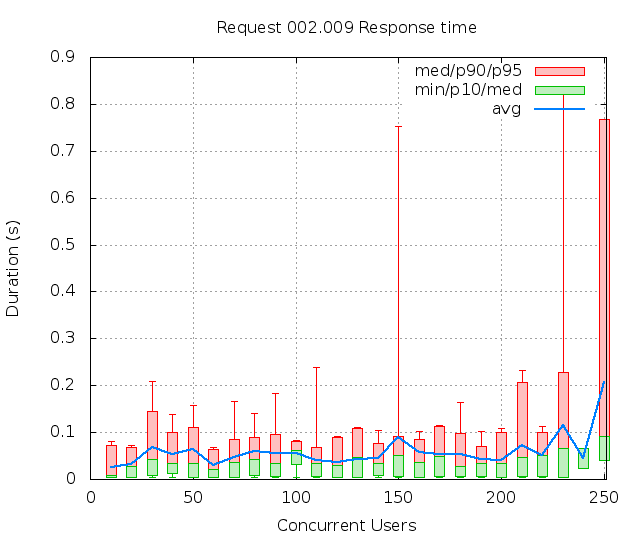 Request 002.009 Response time
med/p90/p95
min/p10/med
avg
0.9
0.8
0.7
0.6
0.5
0.4
0.3
0.2
0.1
0
Duration (s)
0 50 100 150 200 250
Concurrent Users